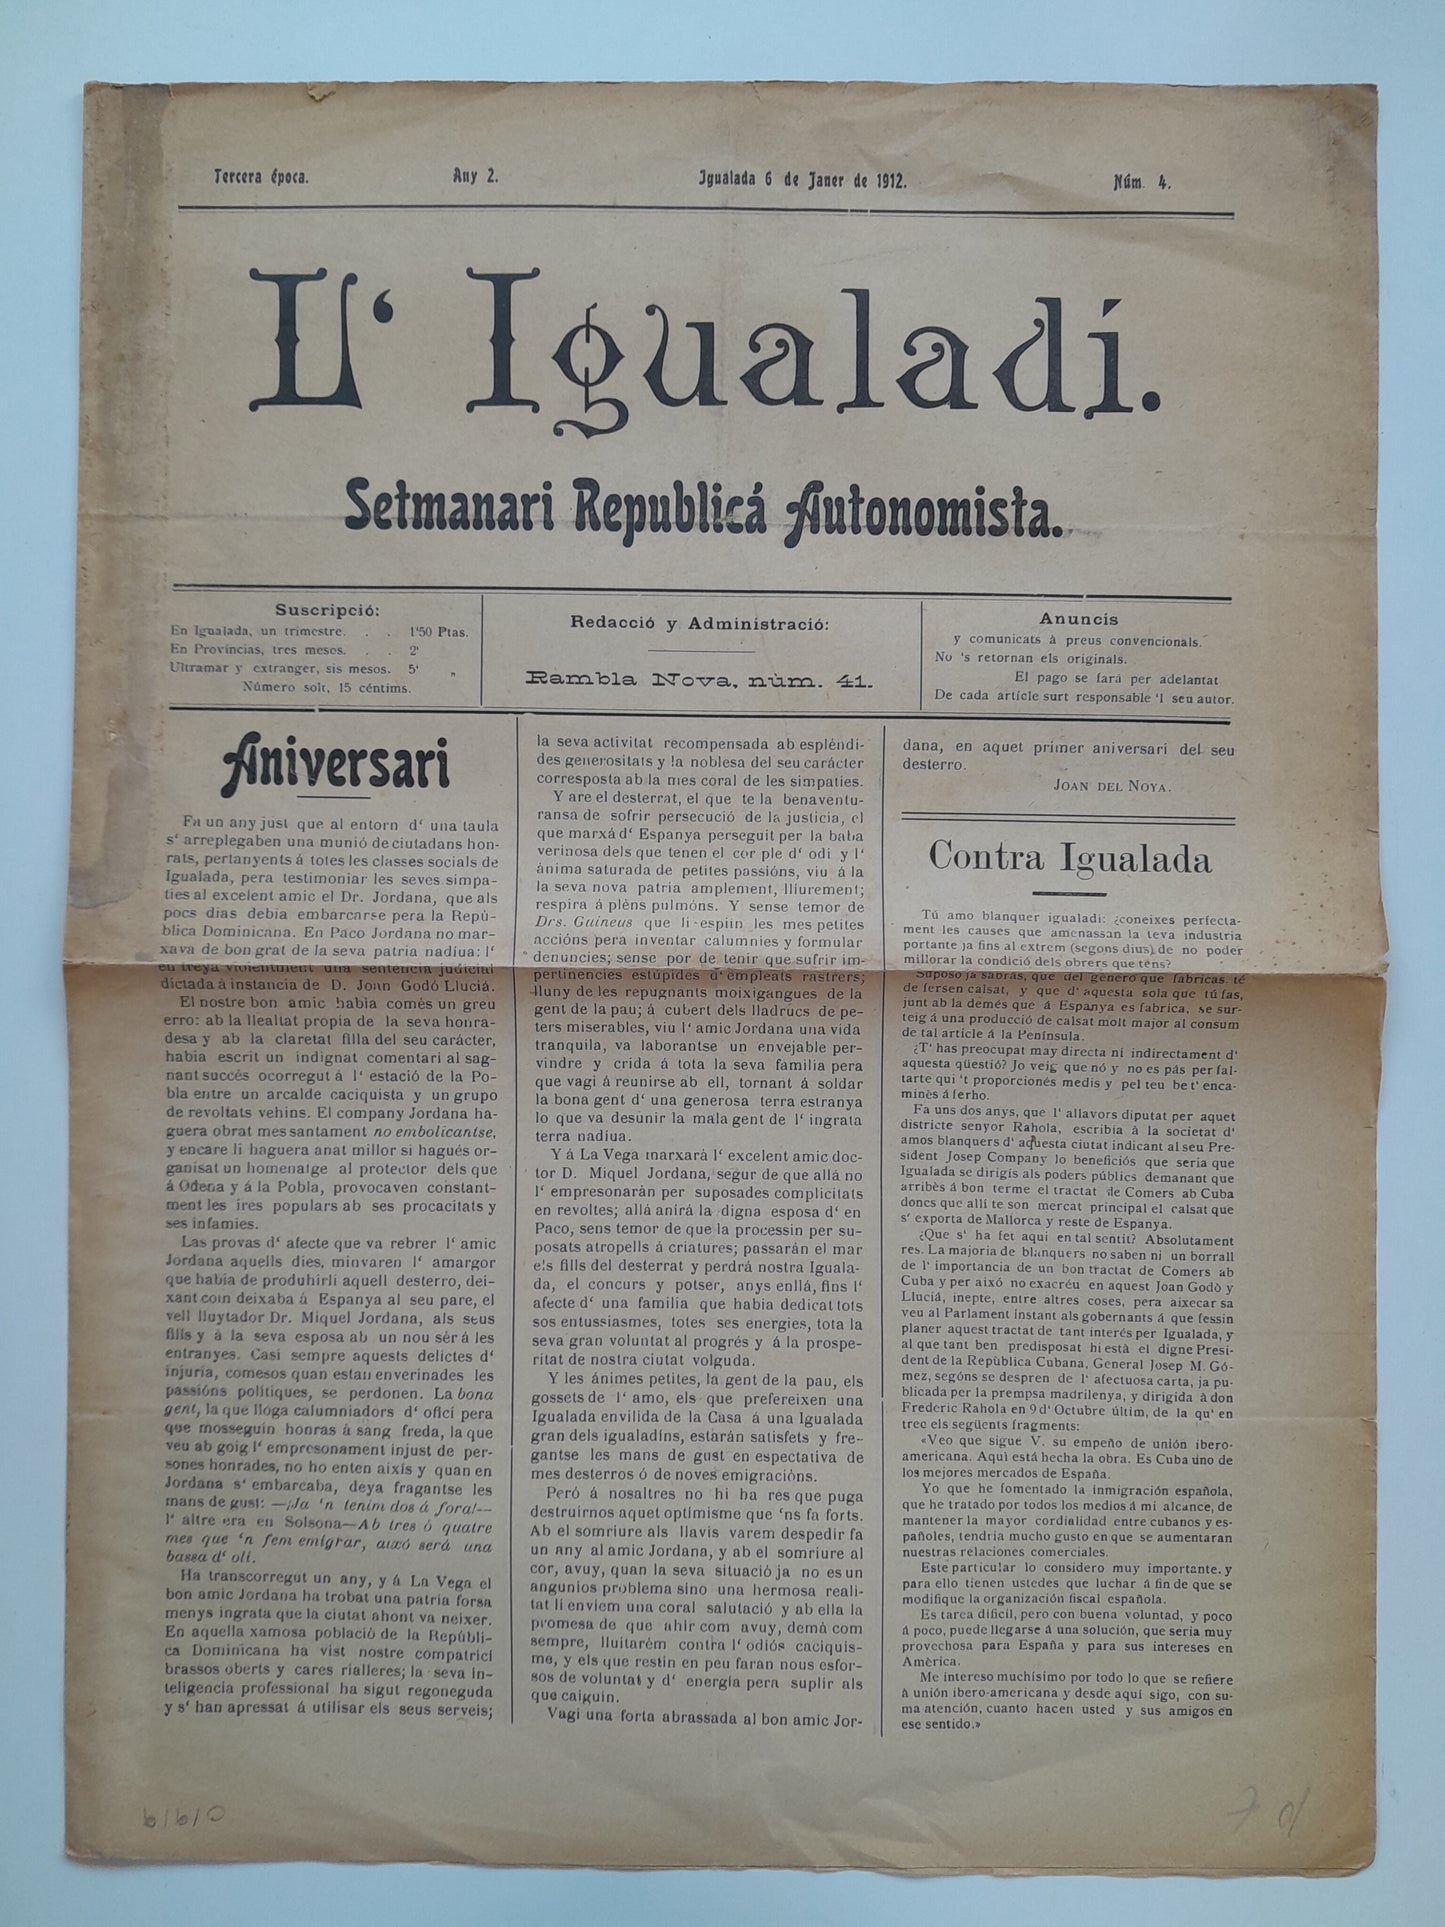 Tercera época. Any 2. Igualada 6 de Janer de 1912. Núm. 4.
L' Igualadí.
Setmanari Republicá Autonomista.
Suscripció:
En Igualada, un trimestre. . . 1'50 Ptas.
En Provincias, tres mesos. . . 2'
Ultramar y extranger, sis mesos. 5' „
Número solt, 15 céntims.
Redacció y Administració:
Rambla Nova, núm. 41.
Anuncis
y comunicats à preus convencionals.
No 's retornan els originals.
El pago se fará per adelantat
De cada article surt responsable 'l seu autor.
Aniversari
Fa un any just que al entorn d' una taula
s' arreplegaben una munió de ciutadans hon-
rats, pertanyents á totes les classes socials de
Igualada, pera testimoniar les seves simpa-
ties al excelent amic el Dr. Jordana, que als
pocs dias debia embarcarse pera la Repú-
blica Dominicana. En Paco Jordana no mar-
xava de bon grat de la seva patria nadiua: l'
en treya violentment una sentencia judicial
dictada à instancia de D. Joan Godó Lluciá.
El nostre bon amic habia comés un greu
erro: ab la llealtat propia de la seva honra-
desa y ab la claretat filla del seu carácter,
habia escrit un indignat comentari al sag-
nant succés ocorregut á l' estació de la Po-
bla entre un arcalde caciquista y un grupo
de revoltats vehins. El company Jordana ha-
guera obrat mes santament no embolicantse,
y encare li haguera anat millor si hagués or-
ganisat un homenatge al protector dels que
á Odena y á la Pobla, provocaven constant-
ment les ires populars ab ses procacitats y
ses infamies.
Las provas d' afecte que va rebrer l' amic
Jordana aquells dies, minvaren l' amargor
que habia de produhirli aquell desterro, dei-
xant com deixaba á Espanya al seu pare, el
vell lluytador Dr. Miquel Jordana, als seus
fills y á la seva esposa ab un nou sér á les
entranyes. Casi sempre aquests delictes d'
injuria, comesos quan estan enverinades les
passións politiques, se perdonen. La bona
gent, la que lloga calumniadors d' ofici pera
que mosseguin honras á sang freda, la que
veu ab goig l' empresonament injust de per-
sones honrades, no ho enten aixis y quan en
Jordana s' embarcaba, deya fragantse les
mans de gust: —¡Ja 'n tenim dos á fora!—
l' altre era en Solsona—Ab tres ó quatre
mes que 'n fem emigrar, aixó será una
bassa d' oli.
Ha transcorregut un any, y á La Vega el
bon amic Jordana ha trobat una patria forsa
menys ingrata que la ciutat ahont va neixer.
En aquella xamosa població de la Repúbli-
ca Dominicana ha vist nostre compatrici
brassos oberts y cares rialleres; la seva in-
teligencia professional ha sigut regoneguda
y s' han apressat á utilisar els seus serveis;
la seva activitat recompensada ab espléndi-
des generositats y la noblesa del seu carácter
corresposta ab la mes coral de les simpaties.
Y are el desterrat, el que te la benaventu-
ransa de sofrir persecució de la justicia, el
que marxá d' Espanya perseguit per la baba
verinosa dels que tenen el cor ple d' odi y l'
ánima saturada de petites passións, viu á la
la seva nova patria amplement, lliurement;
respira á pléns pulmóns. Y sense temor de
Drs. Guineus que li espiin les mes petites
accións pera inventar calumnies y formular
denuncies; sense por de tenir que sufrir im-
pertinencies estúpides d' empleats rastrers;
lluny de les repugnants moixigangues de la
gent de la pau; á cubert dels lladrucs de pe-
ters miserables, viu l' amic Jordana una vida
tranquila, va laborantse un envejable per-
vindre y crida á tota la seva familia pera
que vagi á reunirse ab ell, tornant á soldar
la bona gent d' una generosa terra estranya
lo que va desunir la mala gent de l' ingrata
terra nadiua.
Y á La Vega marxará l' excelent amic doc-
tor D. Miquel Jordana, segur de que allá no
l' empresonarán per suposades complicitats
en revoltes; allá anirá la digna esposa d' en
Paco, sens temor de que la processin per su-
posats atropells á criatures; passarán el mar
els fills del desterrat y perdrá nostra Iguala-
da, el concurs y potser, anys enllá, fins l'
afecte d' una familia que habia dedicat tots
sos entussiasmes, totes ses energies, tota la
seva gran voluntat al progrés y á la prospe-
ritat de nostra ciutat volguda.
Y les ánimes petites, la gent de la pau, els
gossets de l' amo, els que prefereixen una
Igualada envilida de la Casa á una Igualada
gran dels igualadins, estarán satisfets y fre-
gantse les mans de gust en espectativa de
mes desterros ó de noves emigracións.
Peró á nosaltres no hi ha rés que puga
destruirnos aquet optimisme que 'ns fa forts.
Ab el somriure als llavis varem despedir fa
un any al amic Jordana, y ab el somriure al
cor, avuy, quan la seva situació ja no es un
angunios problema sino una hermosa reali-
tat li enviem una coral salutació y ab ella la
promesa de que ahir com avuy, demà com
sempre, lluitarém contra l' odiós caciquis-
me, y els que restin en peu faran nous esfor-
sos de voluntat y d' energía pera suplir als
que caiguin.
Vagi una forta abrassada al bon amic Jor-
dana, en aquet primer aniversari del seu
desterro.
JOAN DEL NOYA.
Contra Igualada
Tú amo blanquer igualadi: ¿coneixes perfecta-
ment les causes que amenassan la teva industria
portante ja fins al extrem (segons dius) de no poder
millorar la condició dels obrers que tens?
Suposo ja sabrás, que del género que fabricas té
de fersen calsat, y que d' aquesta sola que tú fas,
junt ab la demés que á Espanya es fabrica, se sur-
teig á una producció de calsat molt major al consum
de tal article á la Península.
¿T' has preocupat may directa ni indirectament d'
aquesta qüestió? Jo veig que nó y no es pás per fal-
tarte qui 't proporcionés medis y pel teu be t' enca-
minés á ferho.
Fa uns dos anys, que l' allavors diputat per aquet
districte senyor Rahola, escribia à la societat d'
amos blanquers d' aquesta ciutat indicant al seu Pre-
sident Josep Company lo beneficiós que seria que
Igualada se dirigís als poders públics demanant que
arribés à bon terme el tractat de Comers ab Cuba
doncs que allí te son mercat principal el calsat que
s' exporta de Mallorca y reste de Espanya.
¿Que s' ha fet aquí en tal sentit? Absolutament
res. La majoria de blanquers no saben ni un borrall
de l' importancia de un bon tractat de Comers ab
Cuba y per aixó no exacréu en aquest Joan Godò y
Lluciá, inepte, entre altres coses, pera aixecar sa
veu al Parlament instant als gobernants á que fessin
planer aquest tractat de tant interés per Igualada, y
al que tant ben predisposat hi està el digne Presi-
dent de la Repùblica Cubana, General Josep M. Gó-
mez, segóns se despren de l' afectuosa carta, ja pu-
blicada per la prempsa madrilenya, y dirigida à don
Frederic Rahola en 9 d' Octubre últim, de la qu' en
trec els següents fragments:
«Veo que sigue V. su empeño de unión ibero-
americana. Aquí está hecha la obra. Es Cuba uno de
los mejores mercados de España.
Yo que he fomentado la inmigración española,
que he tratado por todos los medios á mi alcance, de
mantener la mayor cordialidad entre cubanos y es-
pañoles, tendria mucho gusto en que se aumentaran
nuestras relaciones comerciales.
Este particular lo considero muy importante. y
para ello tienen ustedes que luchar á fin de que se
modifique la organización fiscal española.
Es tarea dificil, pero con buena voluntad, y poco
á poco, puede llegarse á una solución, que seria muy
provechosa para España y para sus intereses en
Amèrica.
Me intereso muchísimo por todo lo que se refiere
à unión ibero-americana y desde aquí sigo, con su-
ma atención, cuanto hacen usted y sus amigos en
ese sentido.»